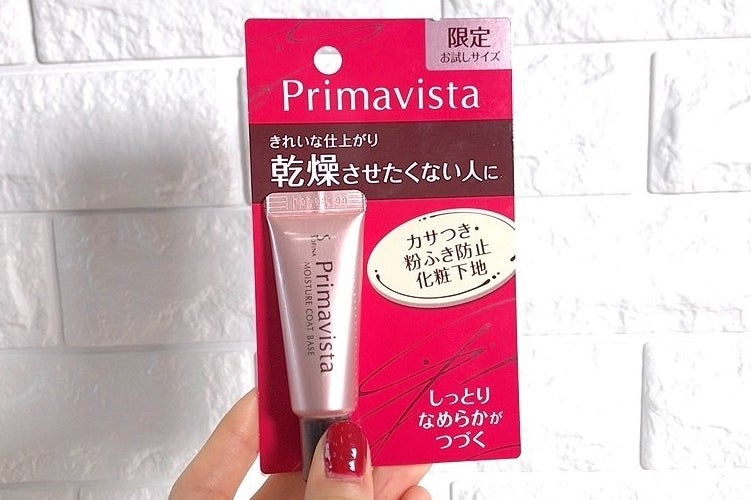 限定
お試しサイズ
Primavista
きれいな仕上がり
乾燥させたくない人に
カサつき・
粉ふき防止
化粧下地
SOFINA
Primavista
MOISTURE COAT BASE
しっとり
なめらかが
つづく